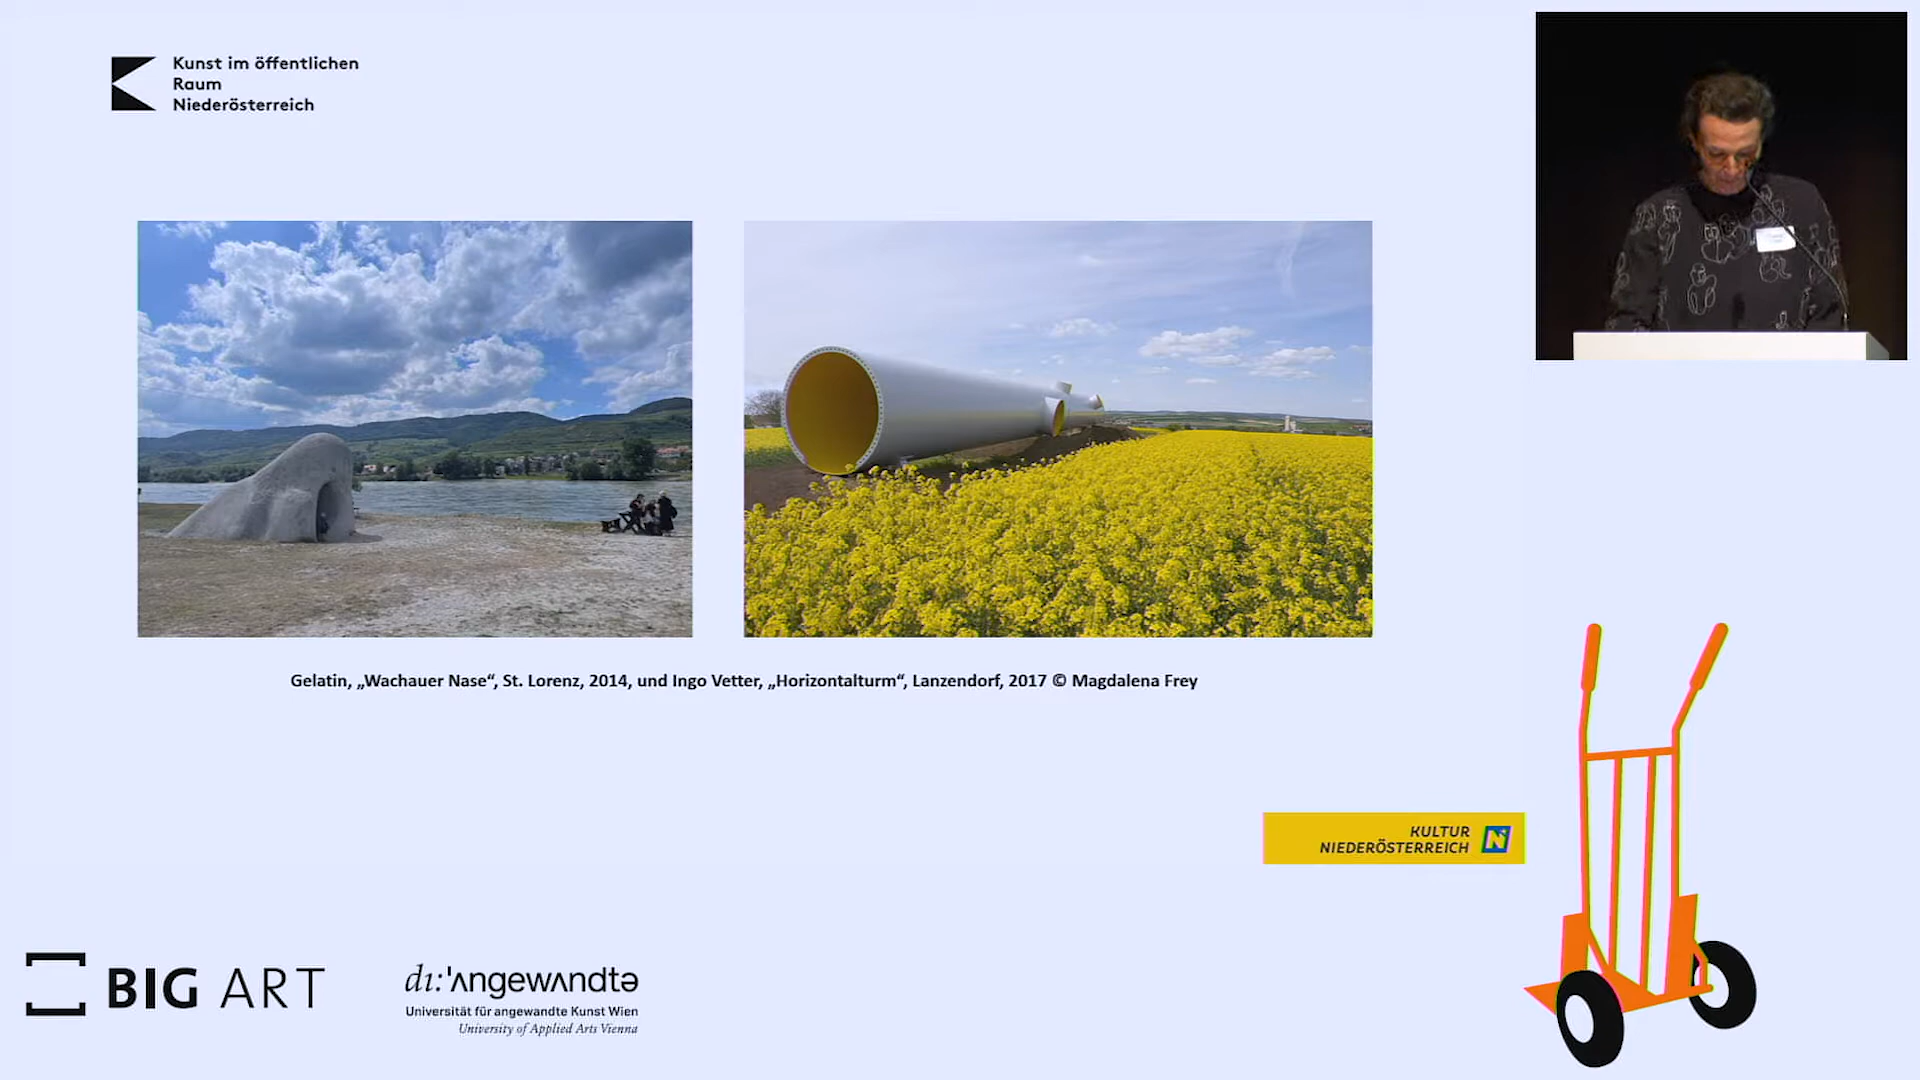 Kunst im öffentlichen
Raum
Niederösterreich
Gelatin, „Wachauer Nase“, St. Lorenz, 2014, und Ingo Vetter, „Horizontalturm“, Lanzendorf, 2017 © Magdalena Frey
KULTUR
NIEDERÖSTERREICH
N
BIG ART
dı:ˈʌngewʌndtə
Universität für angewandte Kunst Wien
University of Applied Arts Vienna